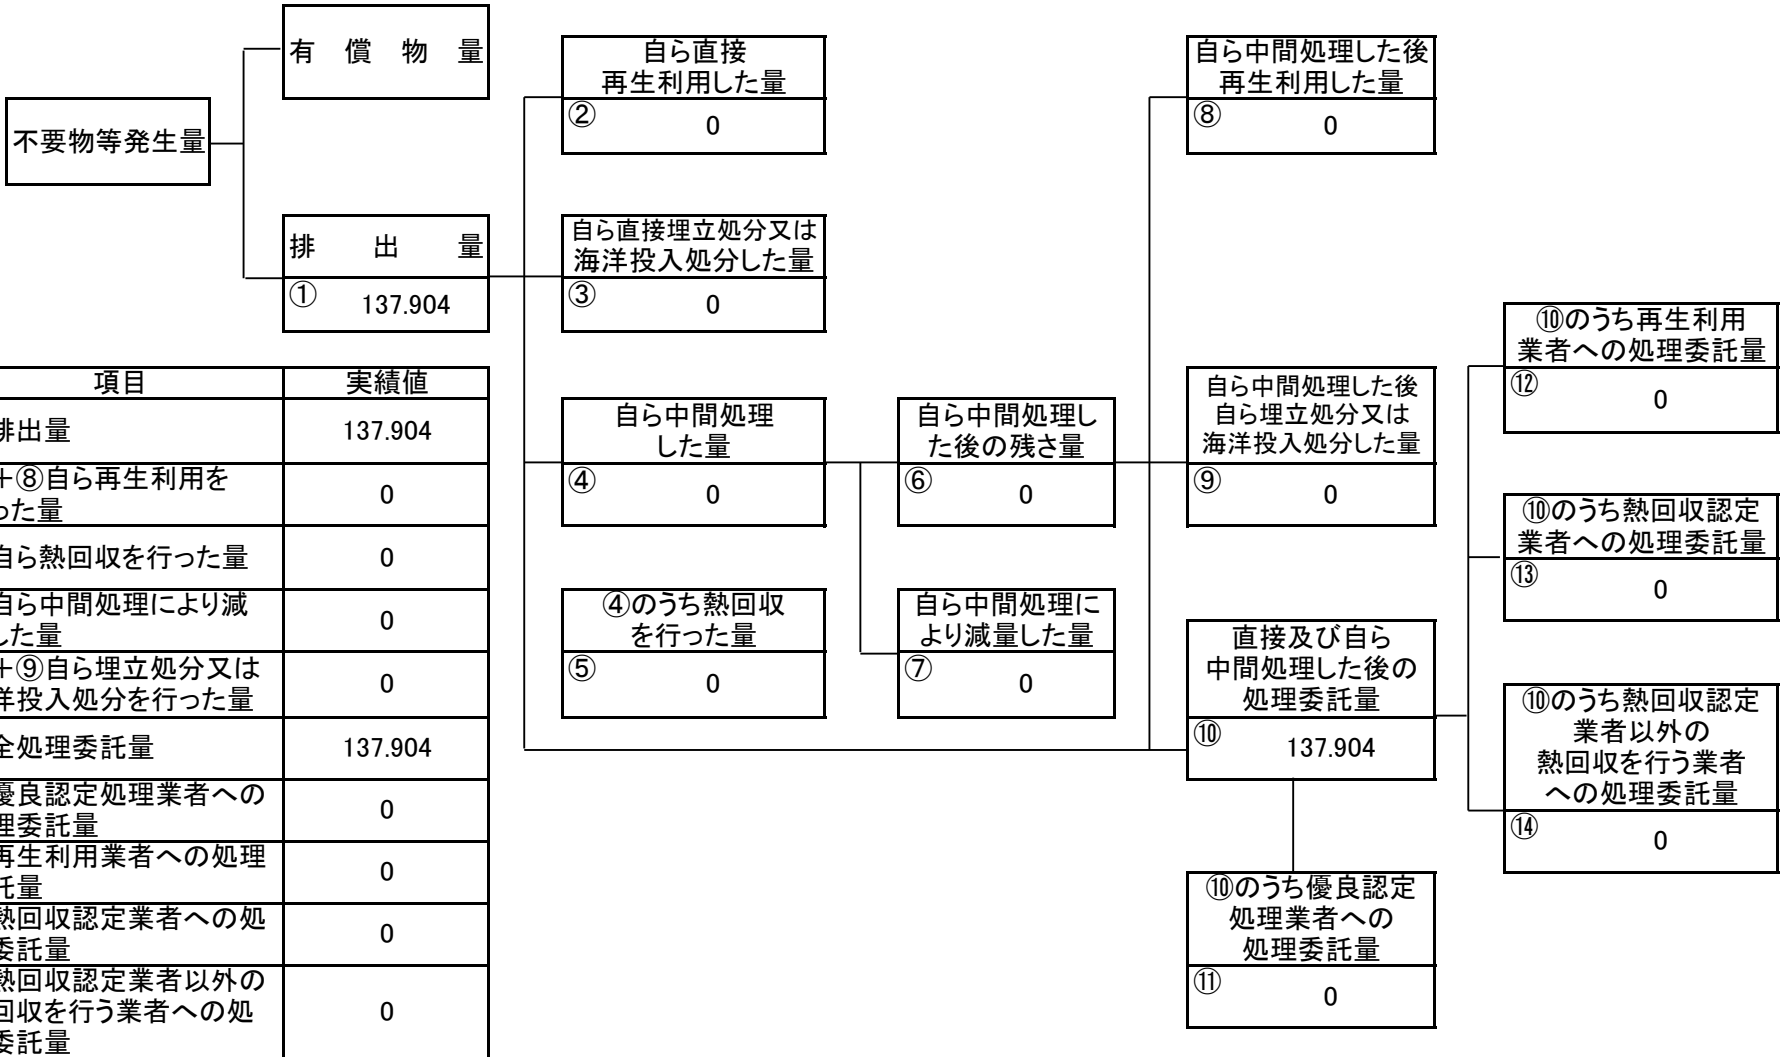 有償物量
不要物等発生量
排出量
① 137.904
自ら直接
再生利用した量
② 0
自ら直接埋立処分又は
海洋投入処分した量
③ 0
自ら中間処理
した量
④ 0
④のうち熱回収
を行った量
⑤ 0
自ら中間処理し
た後の残さ量
⑥ 0
自ら中間処理に
より減量した量
⑦ 0
自ら中間処理した後
再生利用した量
⑧ 0
自ら中間処理した後
自ら埋立処分又は
海洋投入処分した量
⑨ 0
直接及び自ら
中間処理した後の
処理委託量
⑩ 137.904
⑩のうち優良認定
処理業者への
処理委託量
⑪ 0
⑩のうち再生利用
業者への処理委託量
⑫ 0
⑩のうち熱回収認定
業者への処理委託量
⑬ 0
⑩のうち熱回収認定
業者以外の
熱回収を行う業者
への処理委託量
⑭ 0
項目 実績値
排出量 137.904
+⑧自ら再生利用を
った量 0
自ら熱回収を行った量 0
自ら中間処理により減
した量 0
+⑨自ら埋立処分又は
洋投入処分を行った量 0
全処理委託量 137.904
優良認定処理業者への
理委託量 0
再生利用業者への処理
託量 0
熱回収認定業者への処
委託量 0
熱回収認定業者以外の
回収を行う業者への処
委託量 0